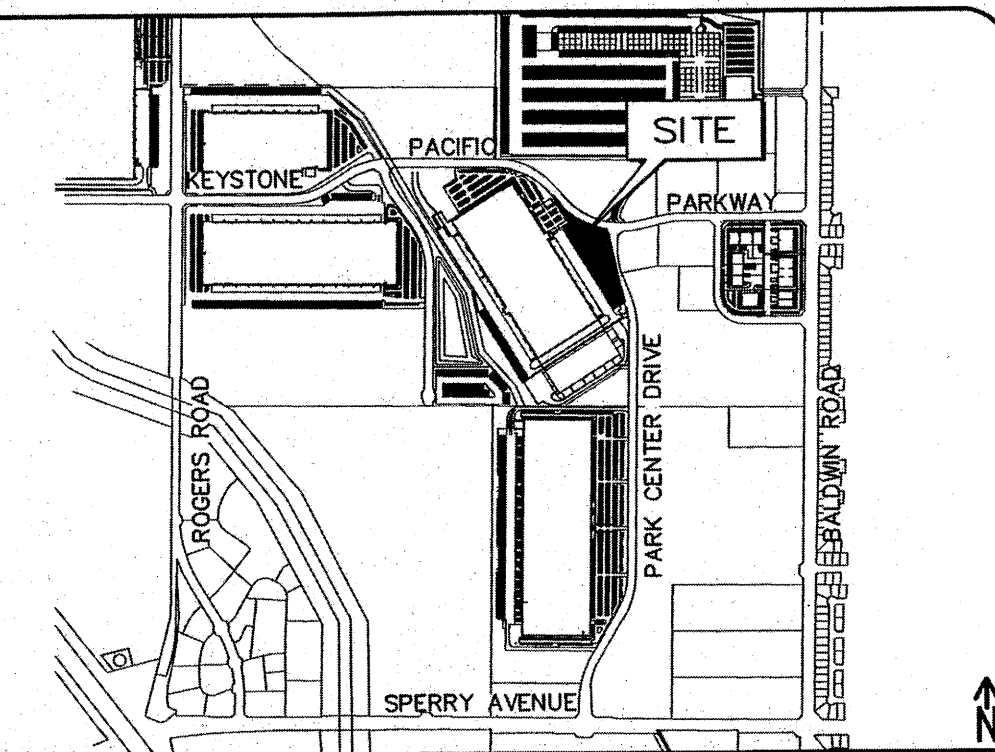 SITE
PACIFIC
KEYSTONE
PARKWAY
ROGERS ROAD
PARK CENTER DRIVE
BALDWIN ROAD
SPERRY AVENUE
N